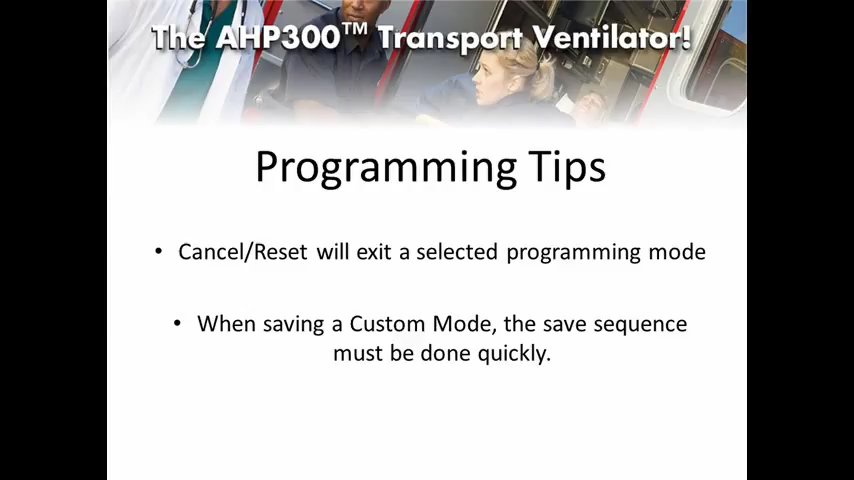 The AHP300™ Transport Ventilator!
Programming Tips
• Cancel/Reset will exit a selected programming mode
• When saving a Custom Mode, the save sequence
must be done quickly.